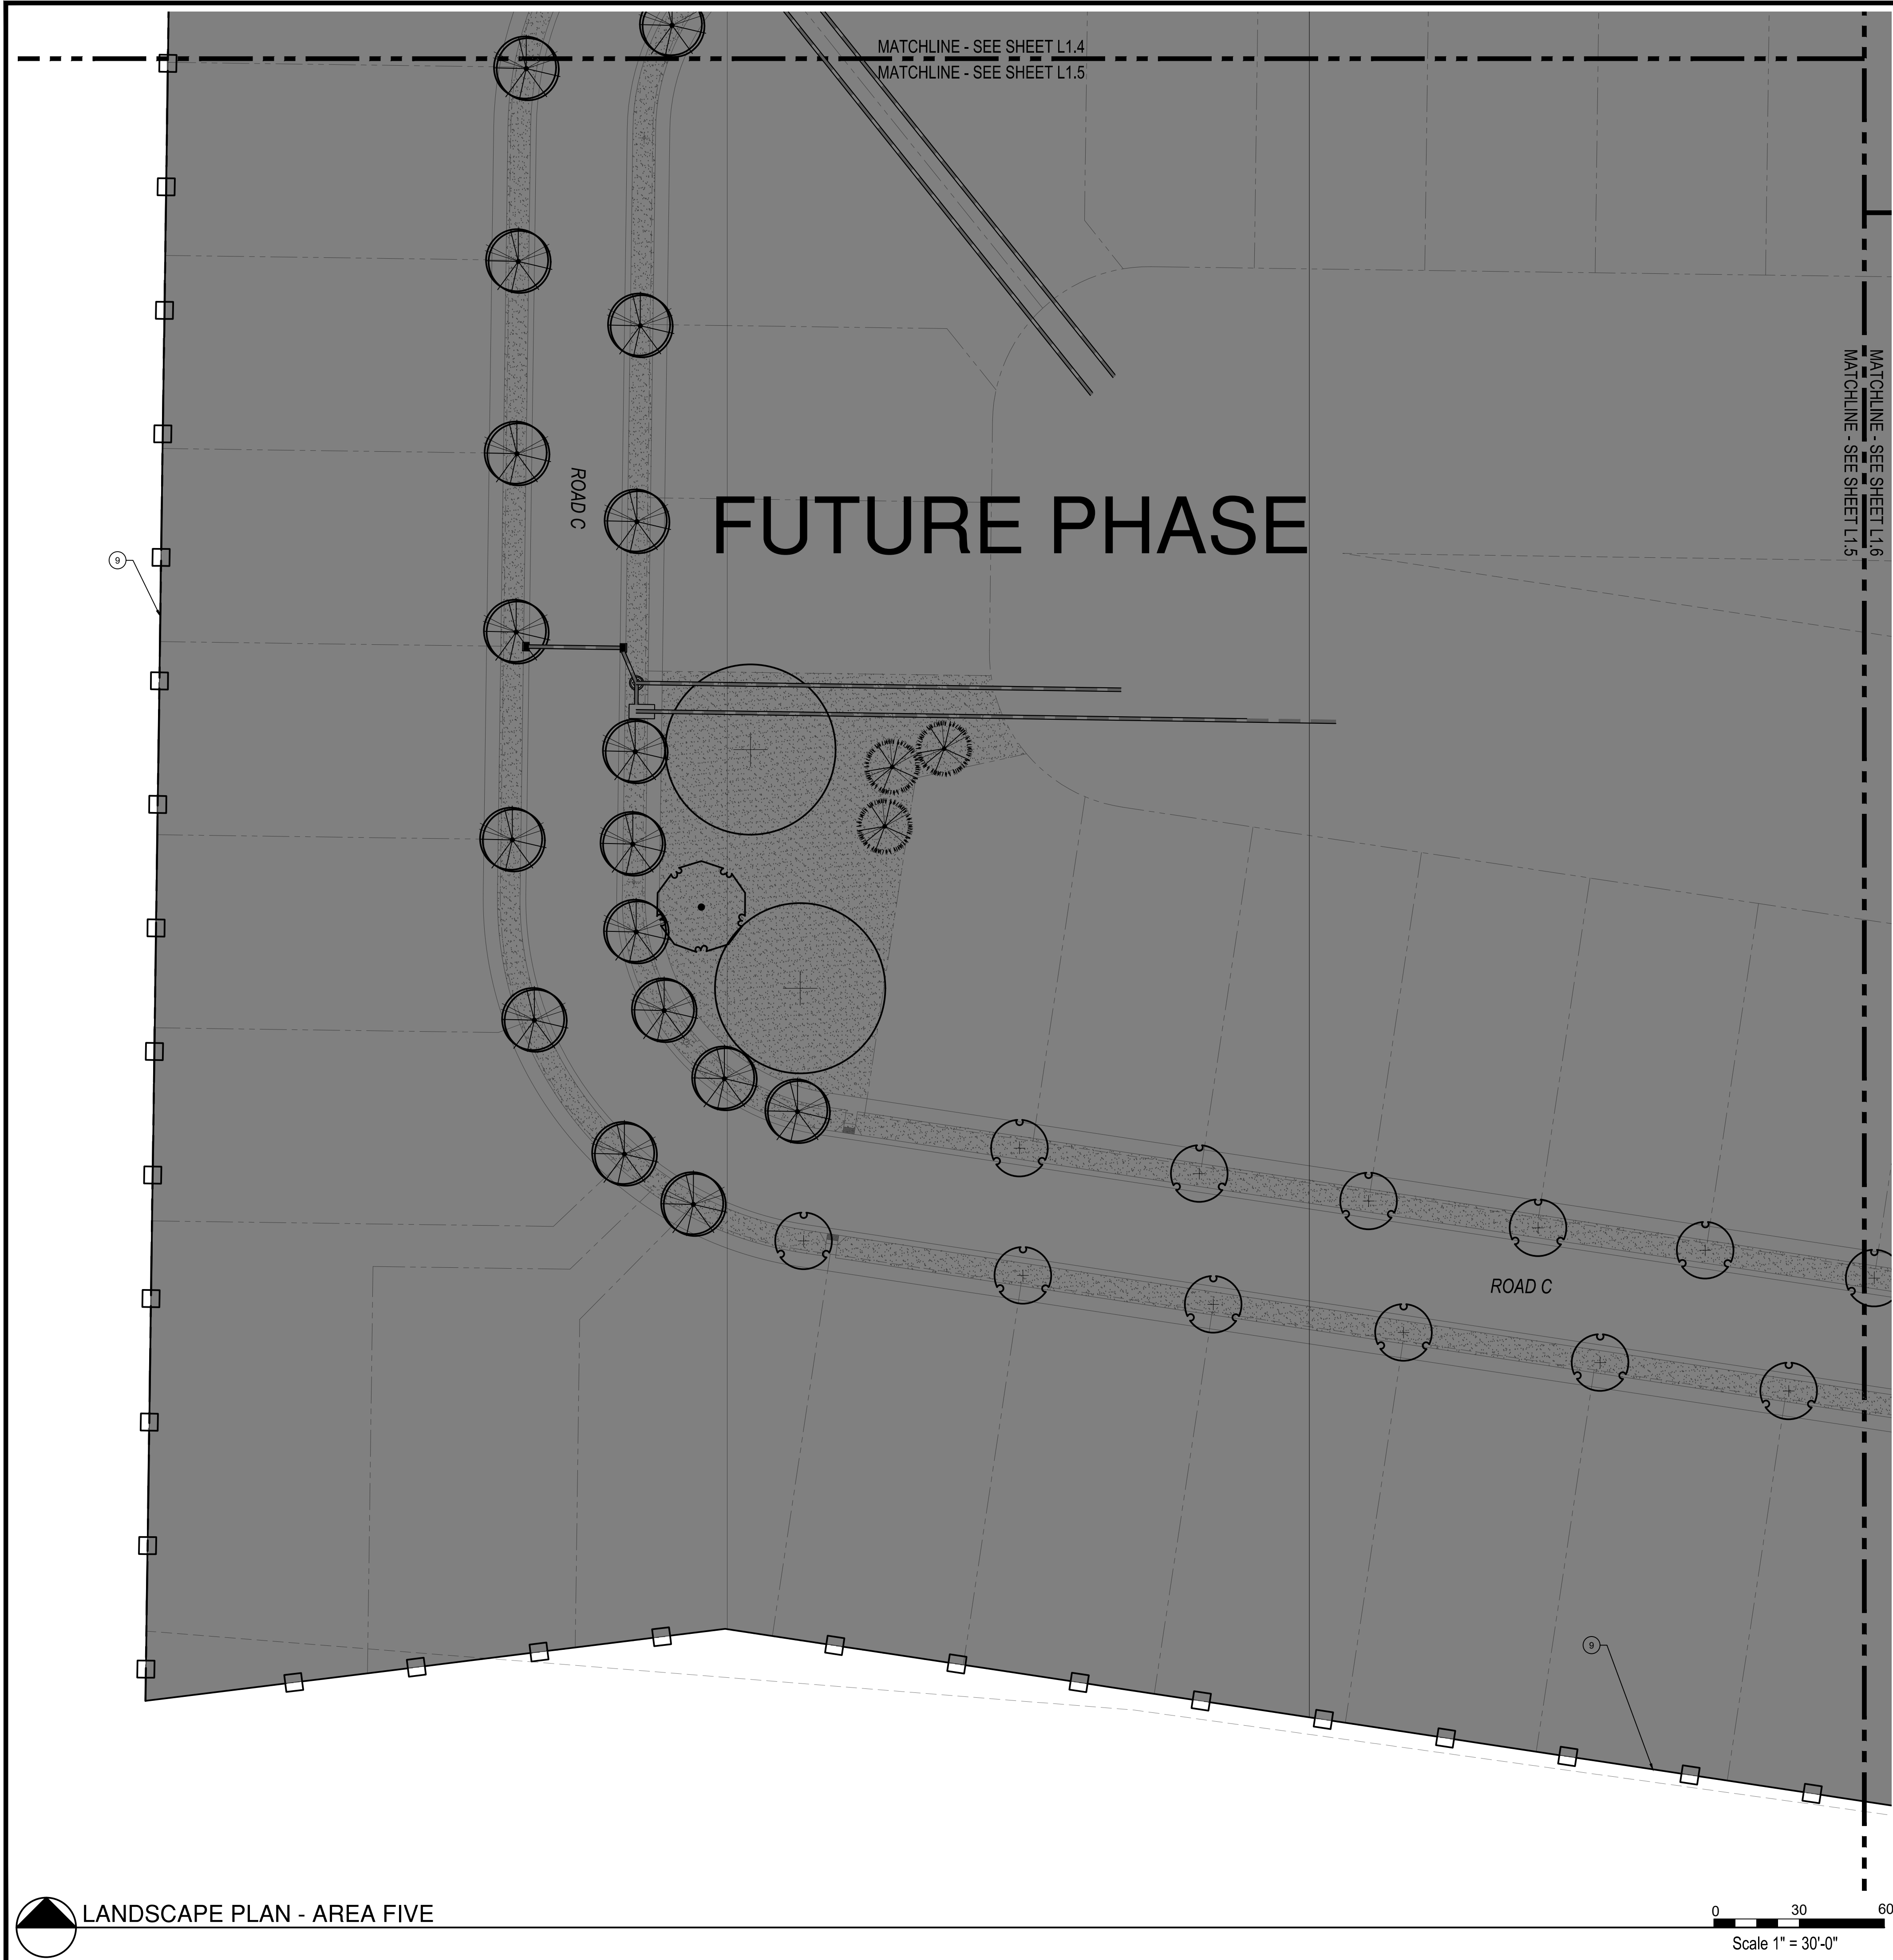 MATCHLINE - SEE SHEET L1.4
MATCHLINE - SEE SHEET L1.5
MATCHLINE - SEE SHEET L1.6
MATCHLINE - SEE SHEET L1.5
ROAD C
FUTURE PHASE
9
ROAD C
9
LANDSCAPE PLAN - AREA FIVE
0 30 60
Scale 1" = 30'-0"